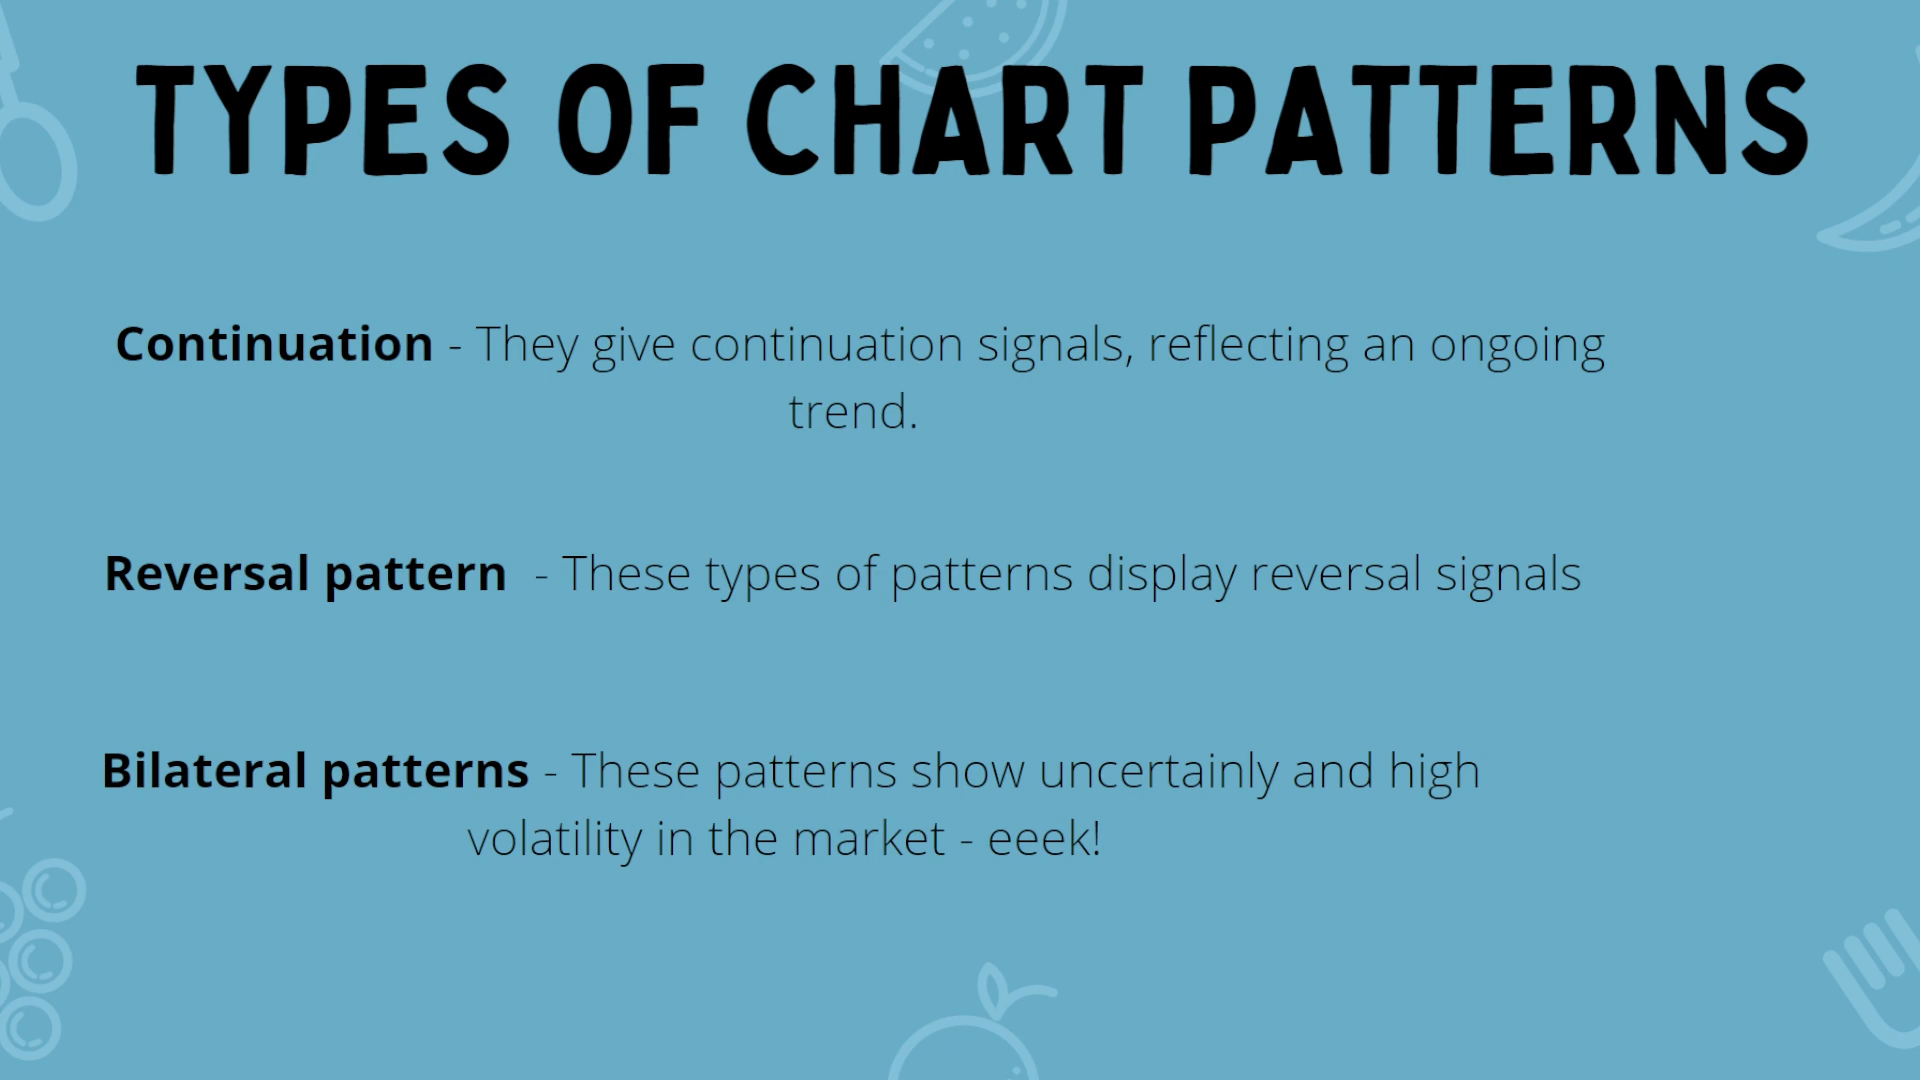 TYPES OF CHART PATTERNS
Continuation - They give continuation signals, reflecting an ongoing
trend.
Reversal pattern - These types of patterns display reversal signals
Bilateral patterns - These patterns show uncertainly and high
volatility in the market - eeek!